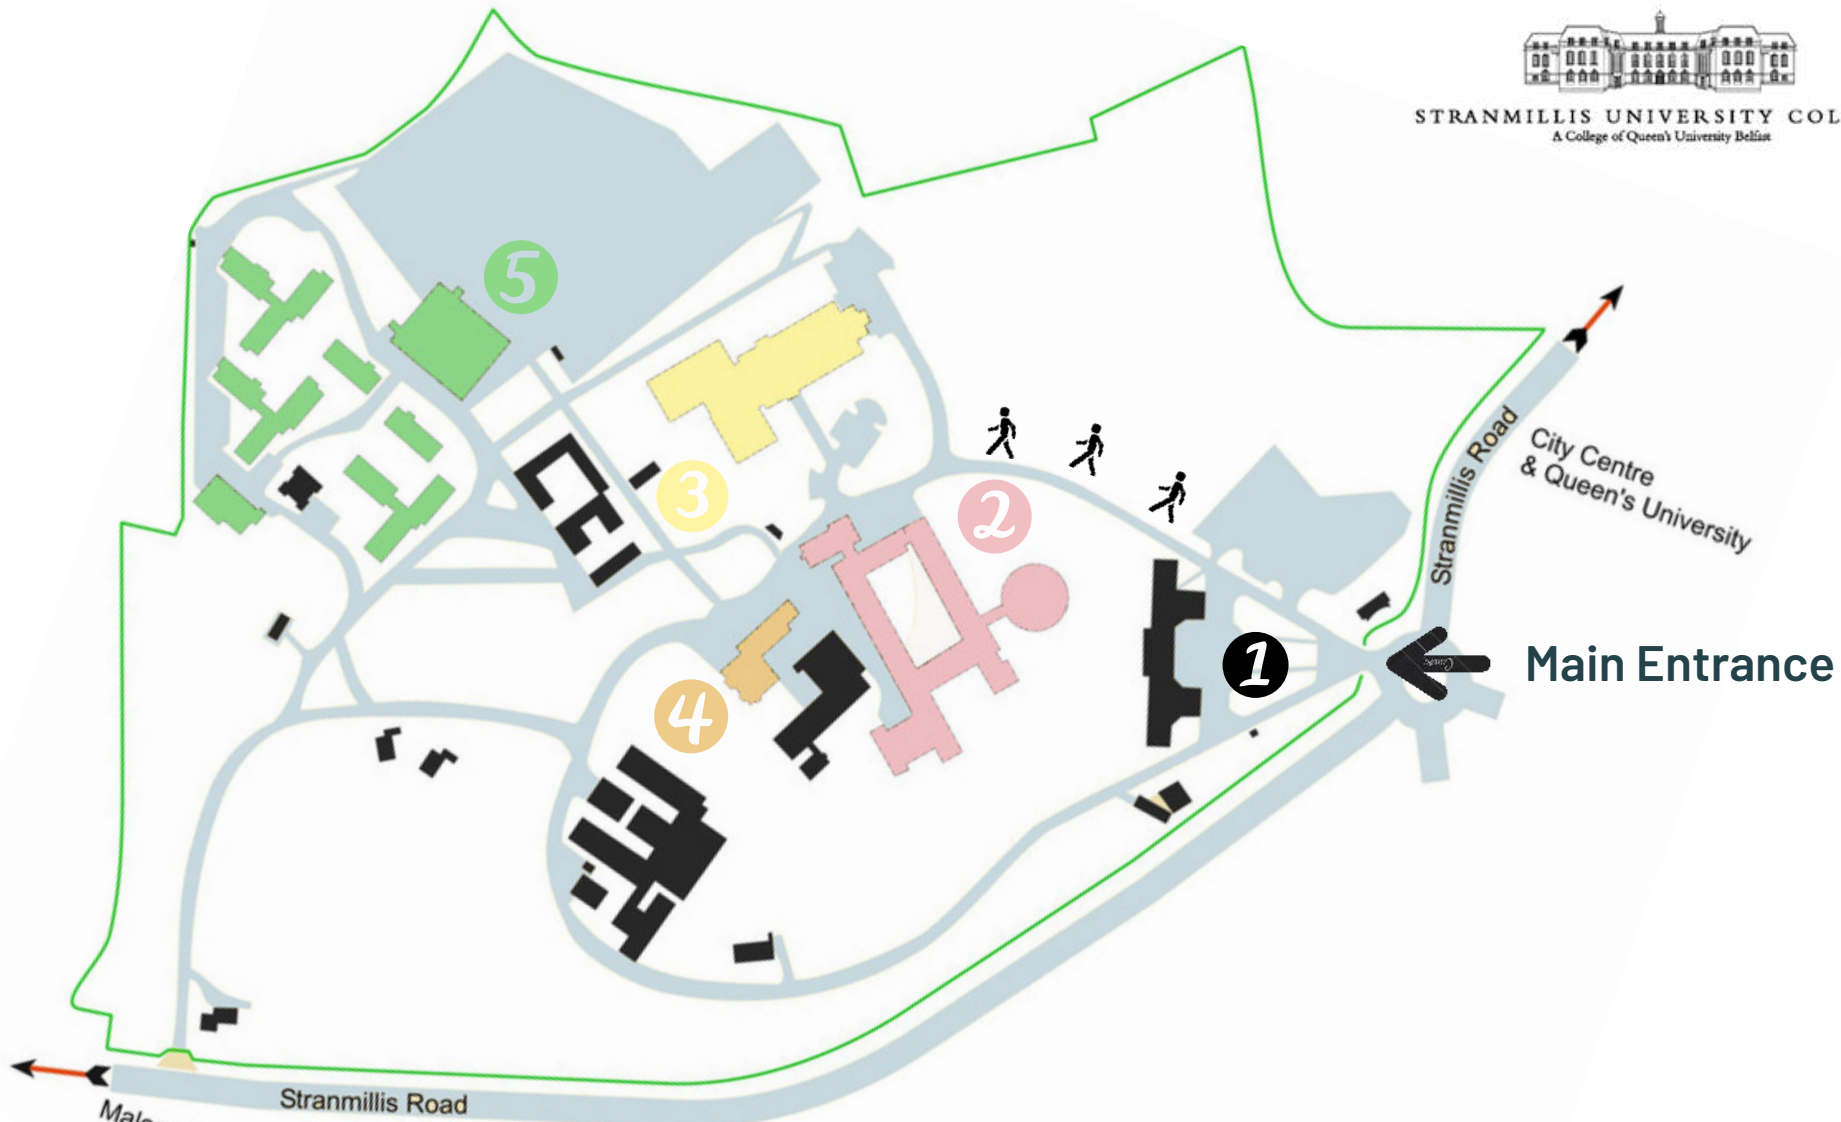 STRANMILLIS UNIVERSITY COL
A College of Queen's University Belfast
5
City Centre
& Queen's University
Stranmillis Road
3
2
1
Main Entrance
4
Stranmillis Road